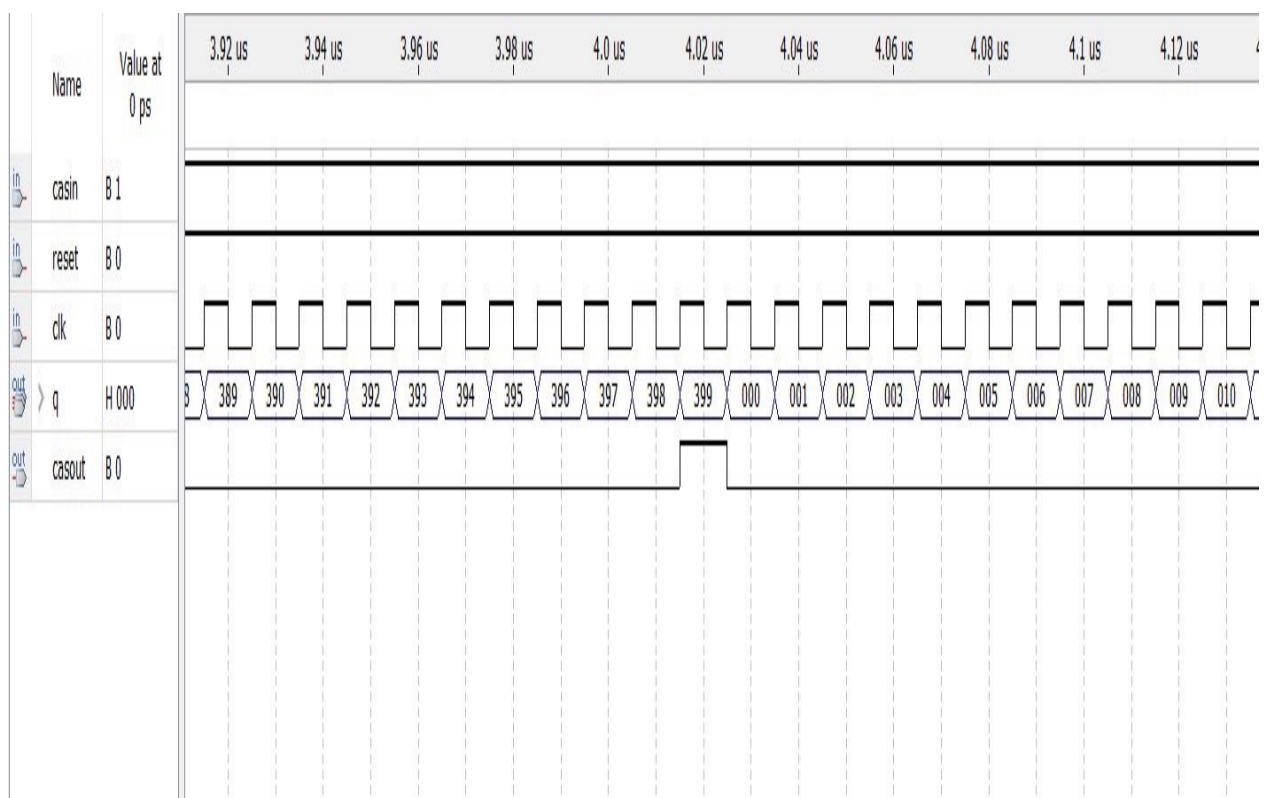 Name
Value at
0 ps
3.92 us 3.94 us 3.96 us 3.98 us 4.0 us 4.02 us 4.04 us 4.06 us 4.08 us 4.1 us 4.12 us
in casin B 1
in reset B 0
in clk B 0
out > q H 000 389 390 391 392 393 394 395 396 397 398 399 000 001 002 003 004 005 006 007 008 009 010
out casout B 0